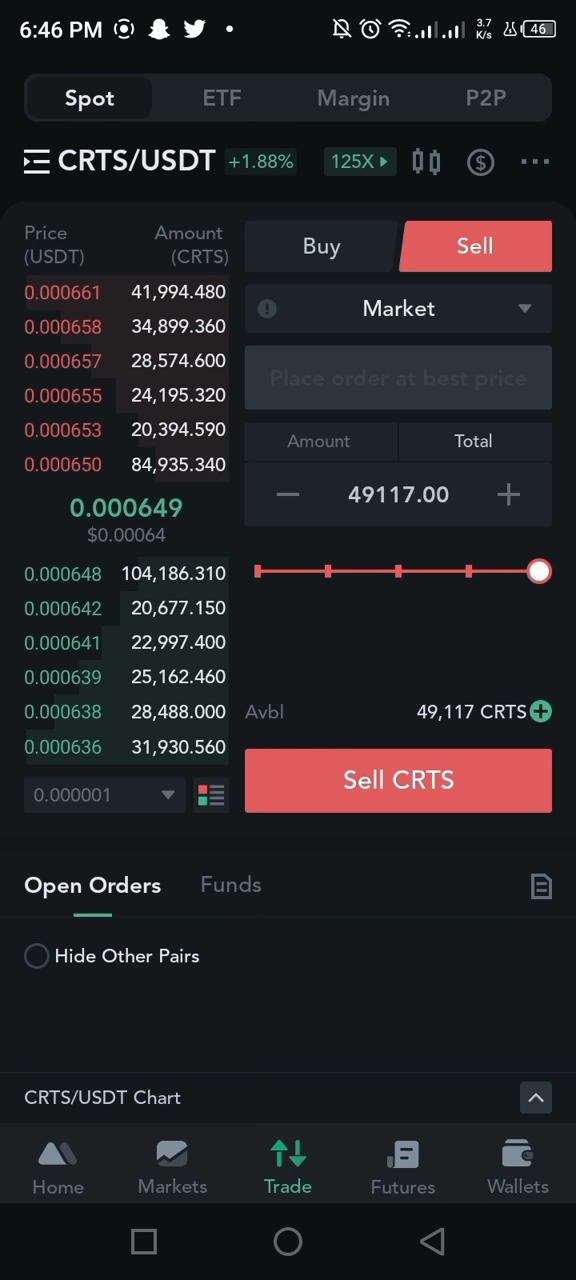 6:46 PM
3.7
K/s
46
Spot ETF Margin P2P
CRTS/USDT +1.88% 125X
Price Amount
(USDT) (CRTS)
0.000661 41,994.480
0.000658 34,899.360
0.000657 28,574.600
0.000655 24,195.320
0.000653 20,394.590
0.000650 84,935.340
0.000649
$0.00064
0.000648 104,186.310
0.000642 20,677.150
0.000641 22,997.400
0.000639 25,162.460
0.000638 28,488.000
0.000636 31,930.560
0.000001
Buy Sell
Market
Place order at best price
Amount Total
49117.00
Avbl 49,117 CRTS
Sell CRTS
Open Orders Funds
Hide Other Pairs
CRTS/USDT Chart
Home Markets Trade Futures Wallets